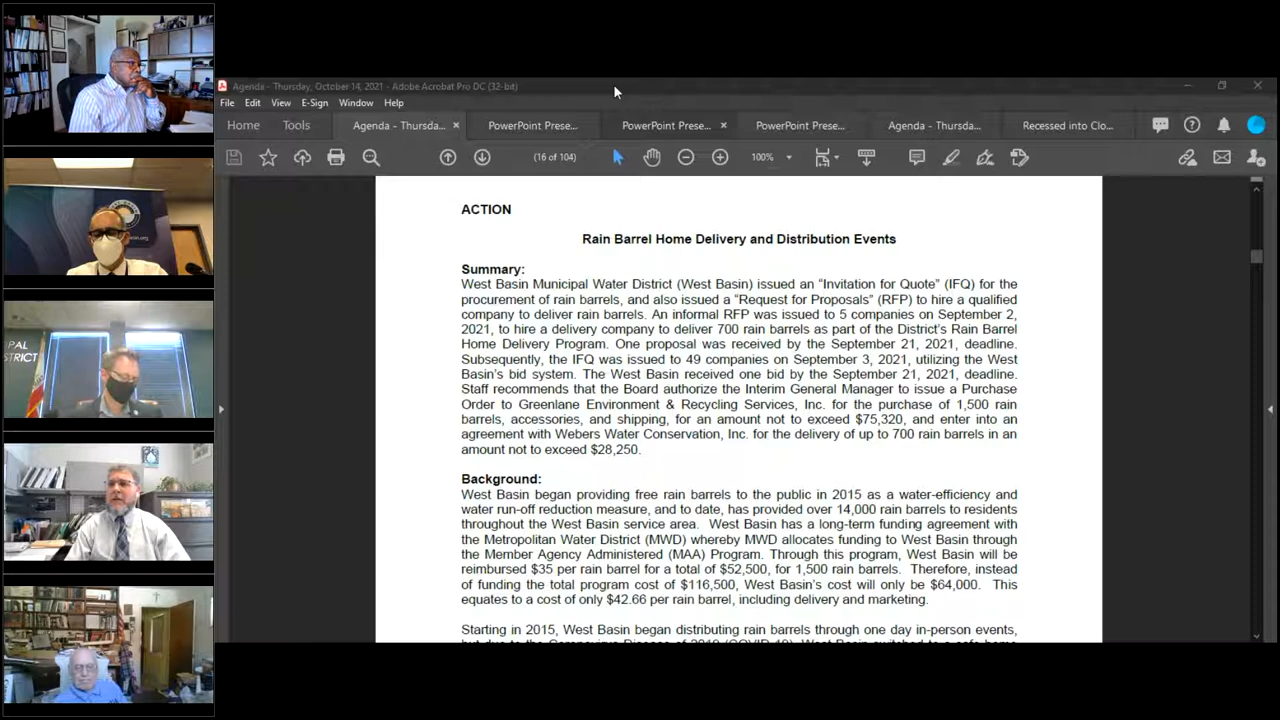 Agenda - Thursday, October 14, 2021 - Adobe Acrobat Pro DC (32-bit)
File Edit View E-Sign Window Help
Home Tools Agenda - Thursda... PowerPoint Prese... PowerPoint Prese... PowerPoint Prese... Agenda - Thursda... Recessed into Clo...
(16 of 104) 100%
ACTION
Rain Barrel Home Delivery and Distribution Events
Summary:
West Basin Municipal Water District (West Basin) issued an “Invitation for Quote” (IFQ) for the
procurement of rain barrels, and also issued a “Request for Proposals” (RFP) to hire a qualified
company to deliver rain barrels. An informal RFP was issued to 5 companies on September 2,
2021, to hire a delivery company to deliver 700 rain barrels as part of the District’s Rain Barrel
Home Delivery Program. One proposal was received by the September 21, 2021, deadline.
Subsequently, the IFQ was issued to 49 companies on September 3, 2021, utilizing the West
Basin’s bid system. The West Basin received one bid by the September 21, 2021, deadline.
Staff recommends that the Board authorize the Interim General Manager to issue a Purchase
Order to Greenlane Environment & Recycling Services, Inc. for the purchase of 1,500 rain
barrels, accessories, and shipping, for an amount not to exceed $75,320, and enter into an
agreement with Webers Water Conservation, Inc. for the delivery of up to 700 rain barrels in an
amount not to exceed $28,250.
Background:
West Basin began providing free rain barrels to the public in 2015 as a water-efficiency and
water run-off reduction measure, and to date, has provided over 14,000 rain barrels to residents
throughout the West Basin service area. West Basin has a long-term funding agreement with
the Metropolitan Water District (MWD) whereby MWD allocates funding to West Basin through
the Member Agency Administered (MAA) Program. Through this program, West Basin will be
reimbursed $35 per rain barrel for a total of $52,500, for 1,500 rain barrels. Therefore, instead
of funding the total program cost of $116,500, West Basin’s cost will only be $64,000. This
equates to a cost of only $42.66 per rain barrel, including delivery and marketing.
Starting in 2015, West Basin began distributing rain barrels through one day in-person events,
PAL
STRICT